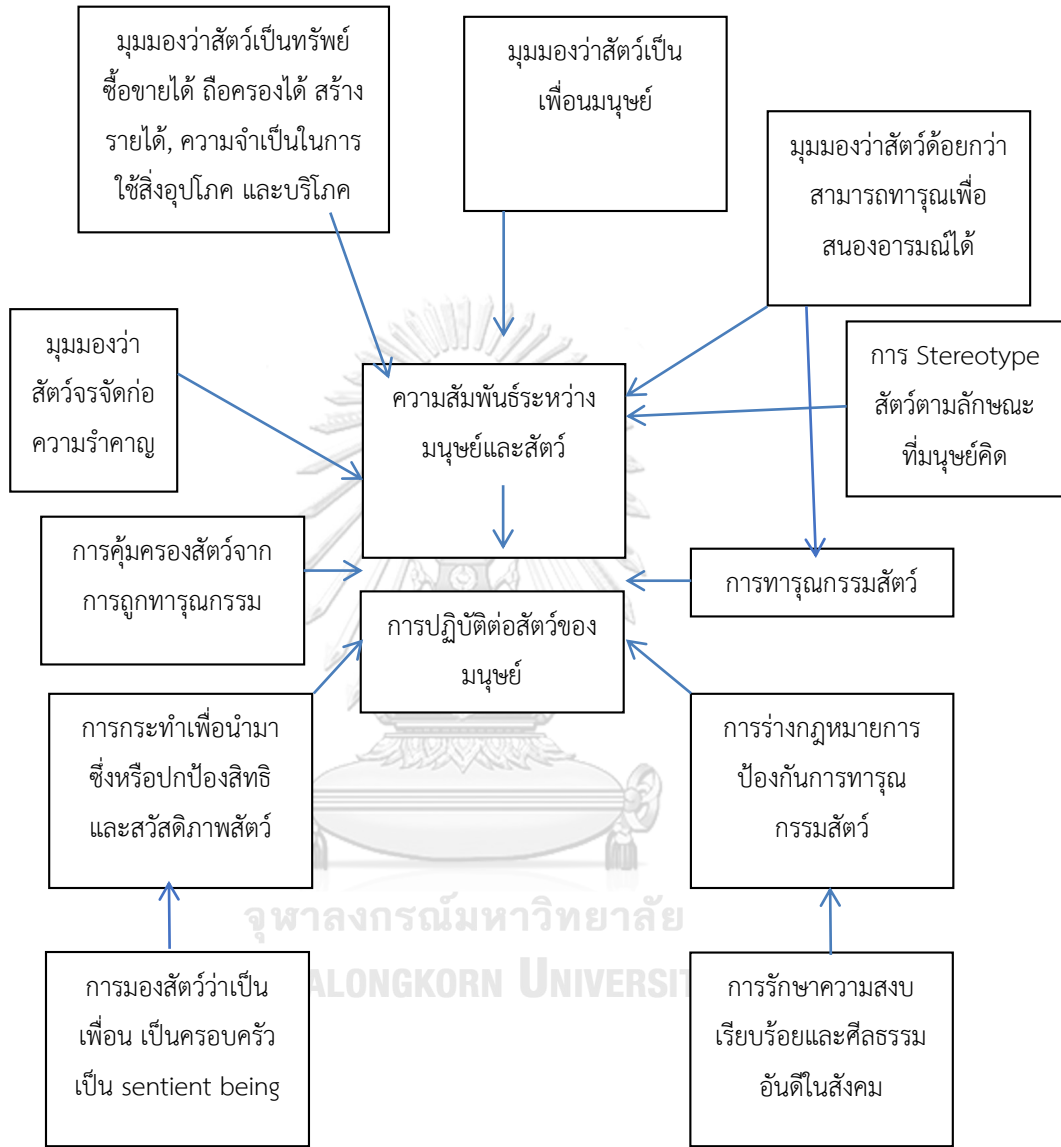 มุมมองว่าสัตว์เป็นทรัพย์
ซื้อขายได้ ถือครองได้ สร้าง
รายได้, ความจำเป็นในการ
ใช้สิ่งอุปโภค และบริโภค
มุมมองว่าสัตว์เป็น
เพื่อนมนุษย์
มุมมองว่าสัตว์ด้อยกว่า
สามารถทารุณเพื่อ
สนองอารมณ์ได้
มุมมองว่า
สัตว์จรจัดก่อ
ความรำคาญ
ความสัมพันธ์ระหว่าง
มนุษย์และสัตว์
การ Stereotype
สัตว์ตามลักษณะ
ที่มนุษย์คิด
การคุ้มครองสัตว์จาก
การถูกทารุณกรรม
การทารุณกรรมสัตว์
การปฏิบัติต่อสัตว์ของ
มนุษย์
การกระทำเพื่อนำมา
ซึ่งหรือปกป้องสิทธิ
และสวัสดิภาพสัตว์
การร่างกฎหมายการ
ป้องกันการทารุณ
กรรมสัตว์
จุฬาลงกรณ์มหาวิทยาลัย
ALONGKORN UNIVERSIT
การมองสัตว์ว่าเป็น
เพื่อน เป็นครอบครัว
เป็น sentient being
การรักษาความสงบ
เรียบร้อยและศีลธรรม
อันดีในสังคม